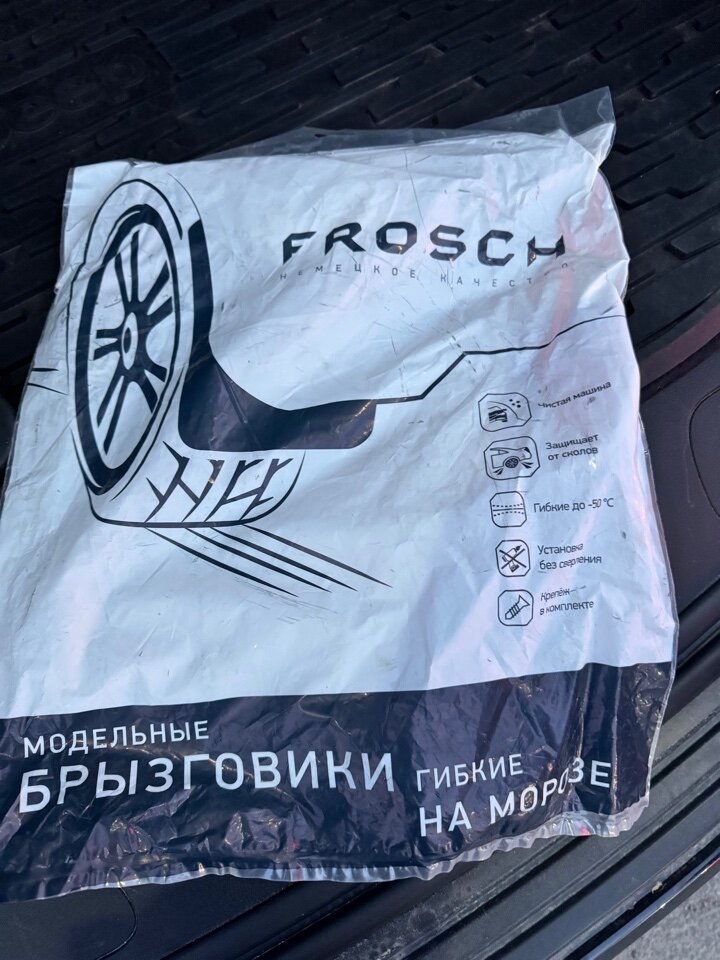 FROSCH
НЕМЕЦКОЕ КАЧЕСТВО
Чистая машина
Защищает
от сколов
Гибкие до -50 °C
Установка
без сверления
Крепёж
в комплекте
МОДЕЛЬНЫЕ
БРЫЗГОВИКИ
ГИБКИЕ
НА МОРОЗЕ